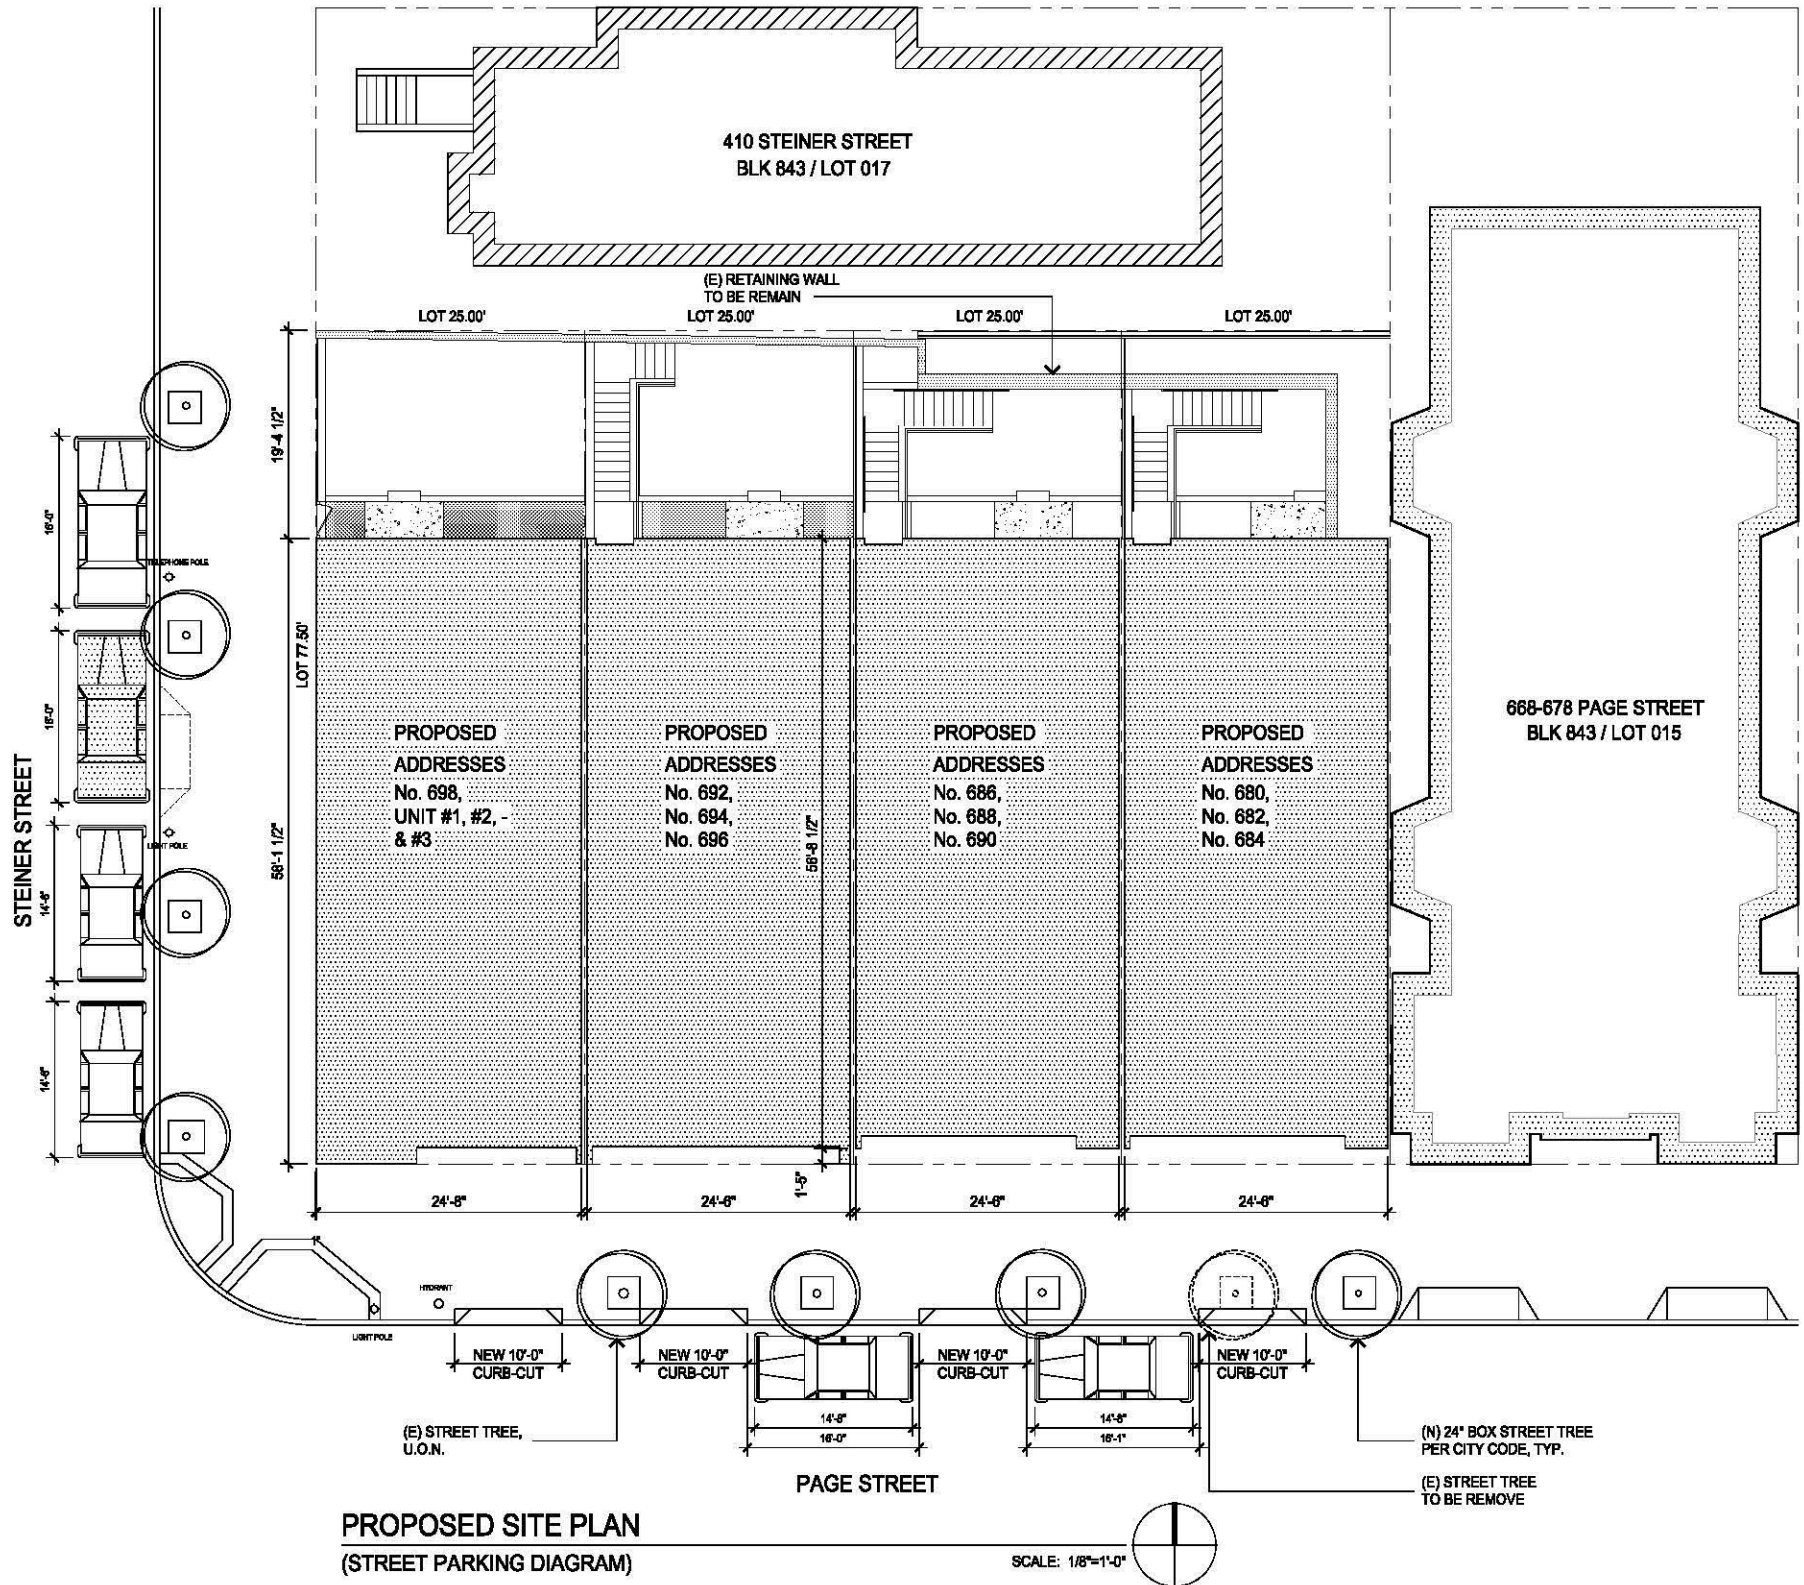 410 STEINER STREET
BLK 843 / LOT 017
(E) RETAINING WALL
TO BE REMAIN
LOT 25.00'
LOT 25.00'
LOT 25.00'
LOT 25.00'
19'-4 1/2"
LOT 77.50'
58'-1 1/2"
56'-8 1/2"
1'-5"
16'-0"
TELEPHONE POLE
16'-0"
LIGHT POLE
14'-6"
14'-6"
STEINER STREET
PROPOSED
ADDRESSES
No. 698,
UNIT #1, #2, -
& #3
PROPOSED
ADDRESSES
No. 692,
No. 694,
No. 696
PROPOSED
ADDRESSES
No. 686,
No. 688,
No. 690
PROPOSED
ADDRESSES
No. 680,
No. 682,
No. 684
668-678 PAGE STREET
BLK 843 / LOT 015
24'-8"
24'-6"
24'-6"
24'-6"
HYDRANT
LIGHT POLE
NEW 10'-0"
CURB-CUT
NEW 10'-0"
CURB-CUT
NEW 10'-0"
CURB-CUT
NEW 10'-0"
CURB-CUT
14'-8"
16'-0"
14'-8"
16'-1"
(E) STREET TREE,
U.O.N.
(N) 24" BOX STREET TREE
PER CITY CODE, TYP.
(E) STREET TREE
TO BE REMOVE
PAGE STREET
PROPOSED SITE PLAN
(STREET PARKING DIAGRAM)
SCALE: 1/8"=1'-0"